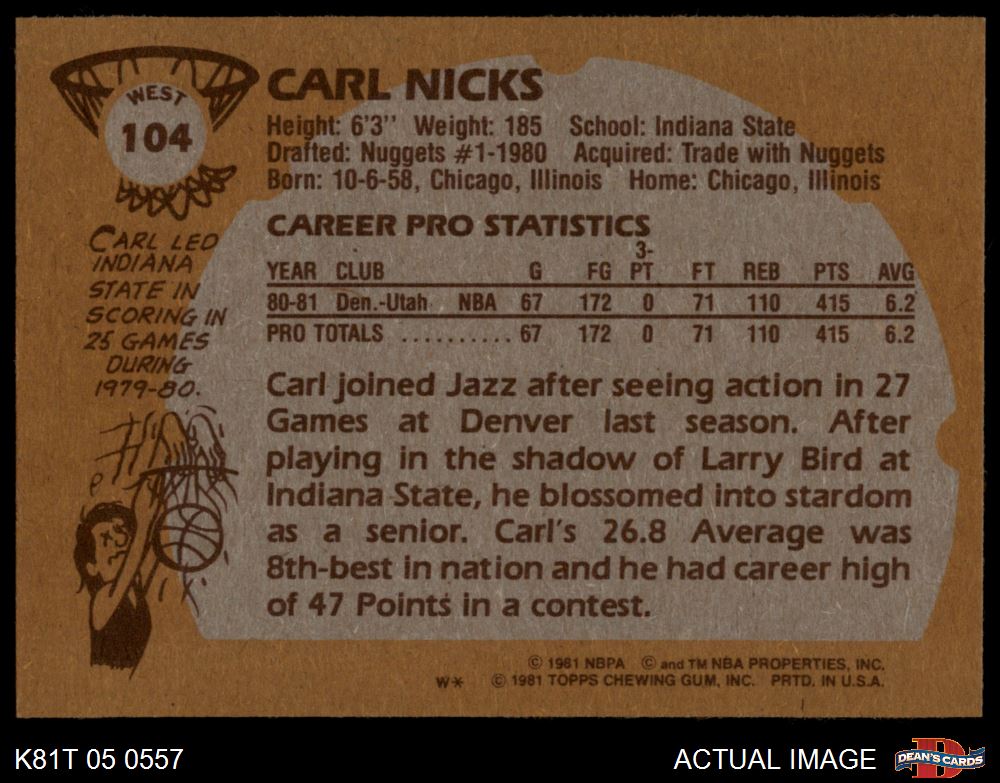 WEST
104
CARL NICKS
Height: 6'3" Weight: 185 School: Indiana State
Drafted: Nuggets #1-1980 Acquired: Trade with Nuggets
Born: 10-6-58, Chicago, Illinois Home: Chicago, Illinois
CARL LED
INDIANA
STATE IN
SCORING IN
25 GAMES
DURING
1979-80.
CAREER PRO STATISTICS
YEAR CLUB G FG 3-PT FT REB PTS AVG
80-81 Den.-Utah NBA 67 172 0 71 110 415 6.2
PRO TOTALS .......... 67 172 0 71 110 415 6.2
Carl joined Jazz after seeing action in 27
Games at Denver last season. After
playing in the shadow of Larry Bird at
Indiana State, he blossomed into stardom
as a senior. Carl's 26.8 Average was
8th-best in nation and he had career high
of 47 Points in a contest.
© 1981 NBPA © and TM NBA PROPERTIES, INC.
W* © 1981 TOPPS CHEWING GUM, INC. PRTD. IN U.S.A.
K81T 05 0557
ACTUAL IMAGE
D
DEAN'S CARDS